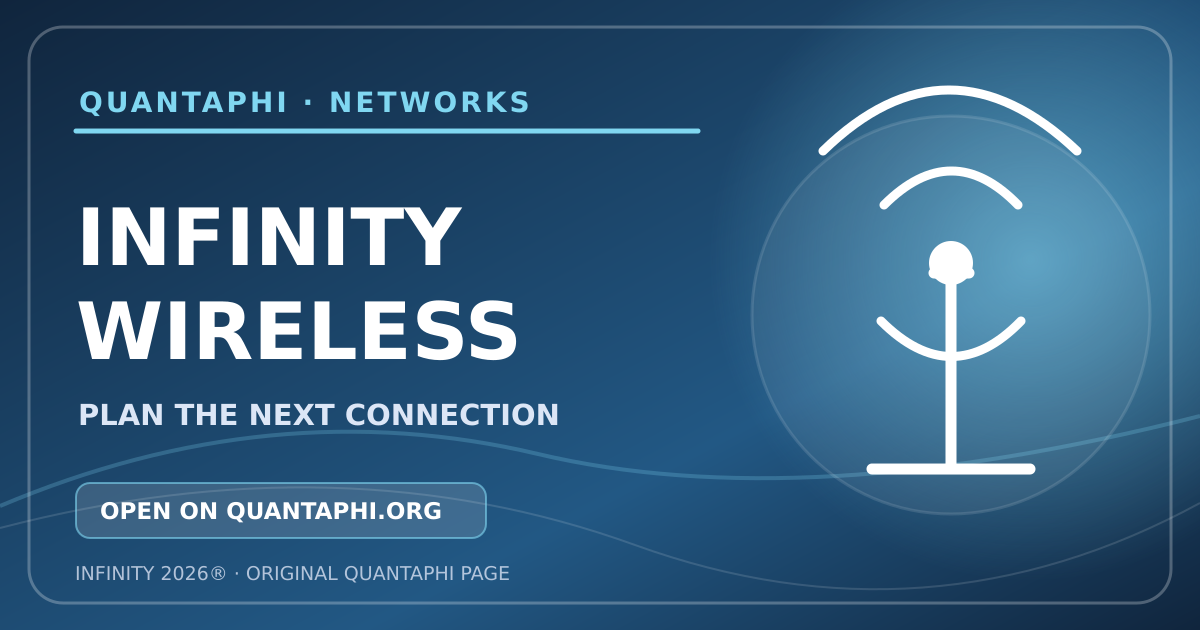 QUANTAPHI · NETWORKS
INFINITY
WIRELESS
PLAN THE NEXT CONNECTION
OPEN ON QUANTAPHI.ORG
INFINITY 2026® · ORIGINAL QUANTAPHI PAGE